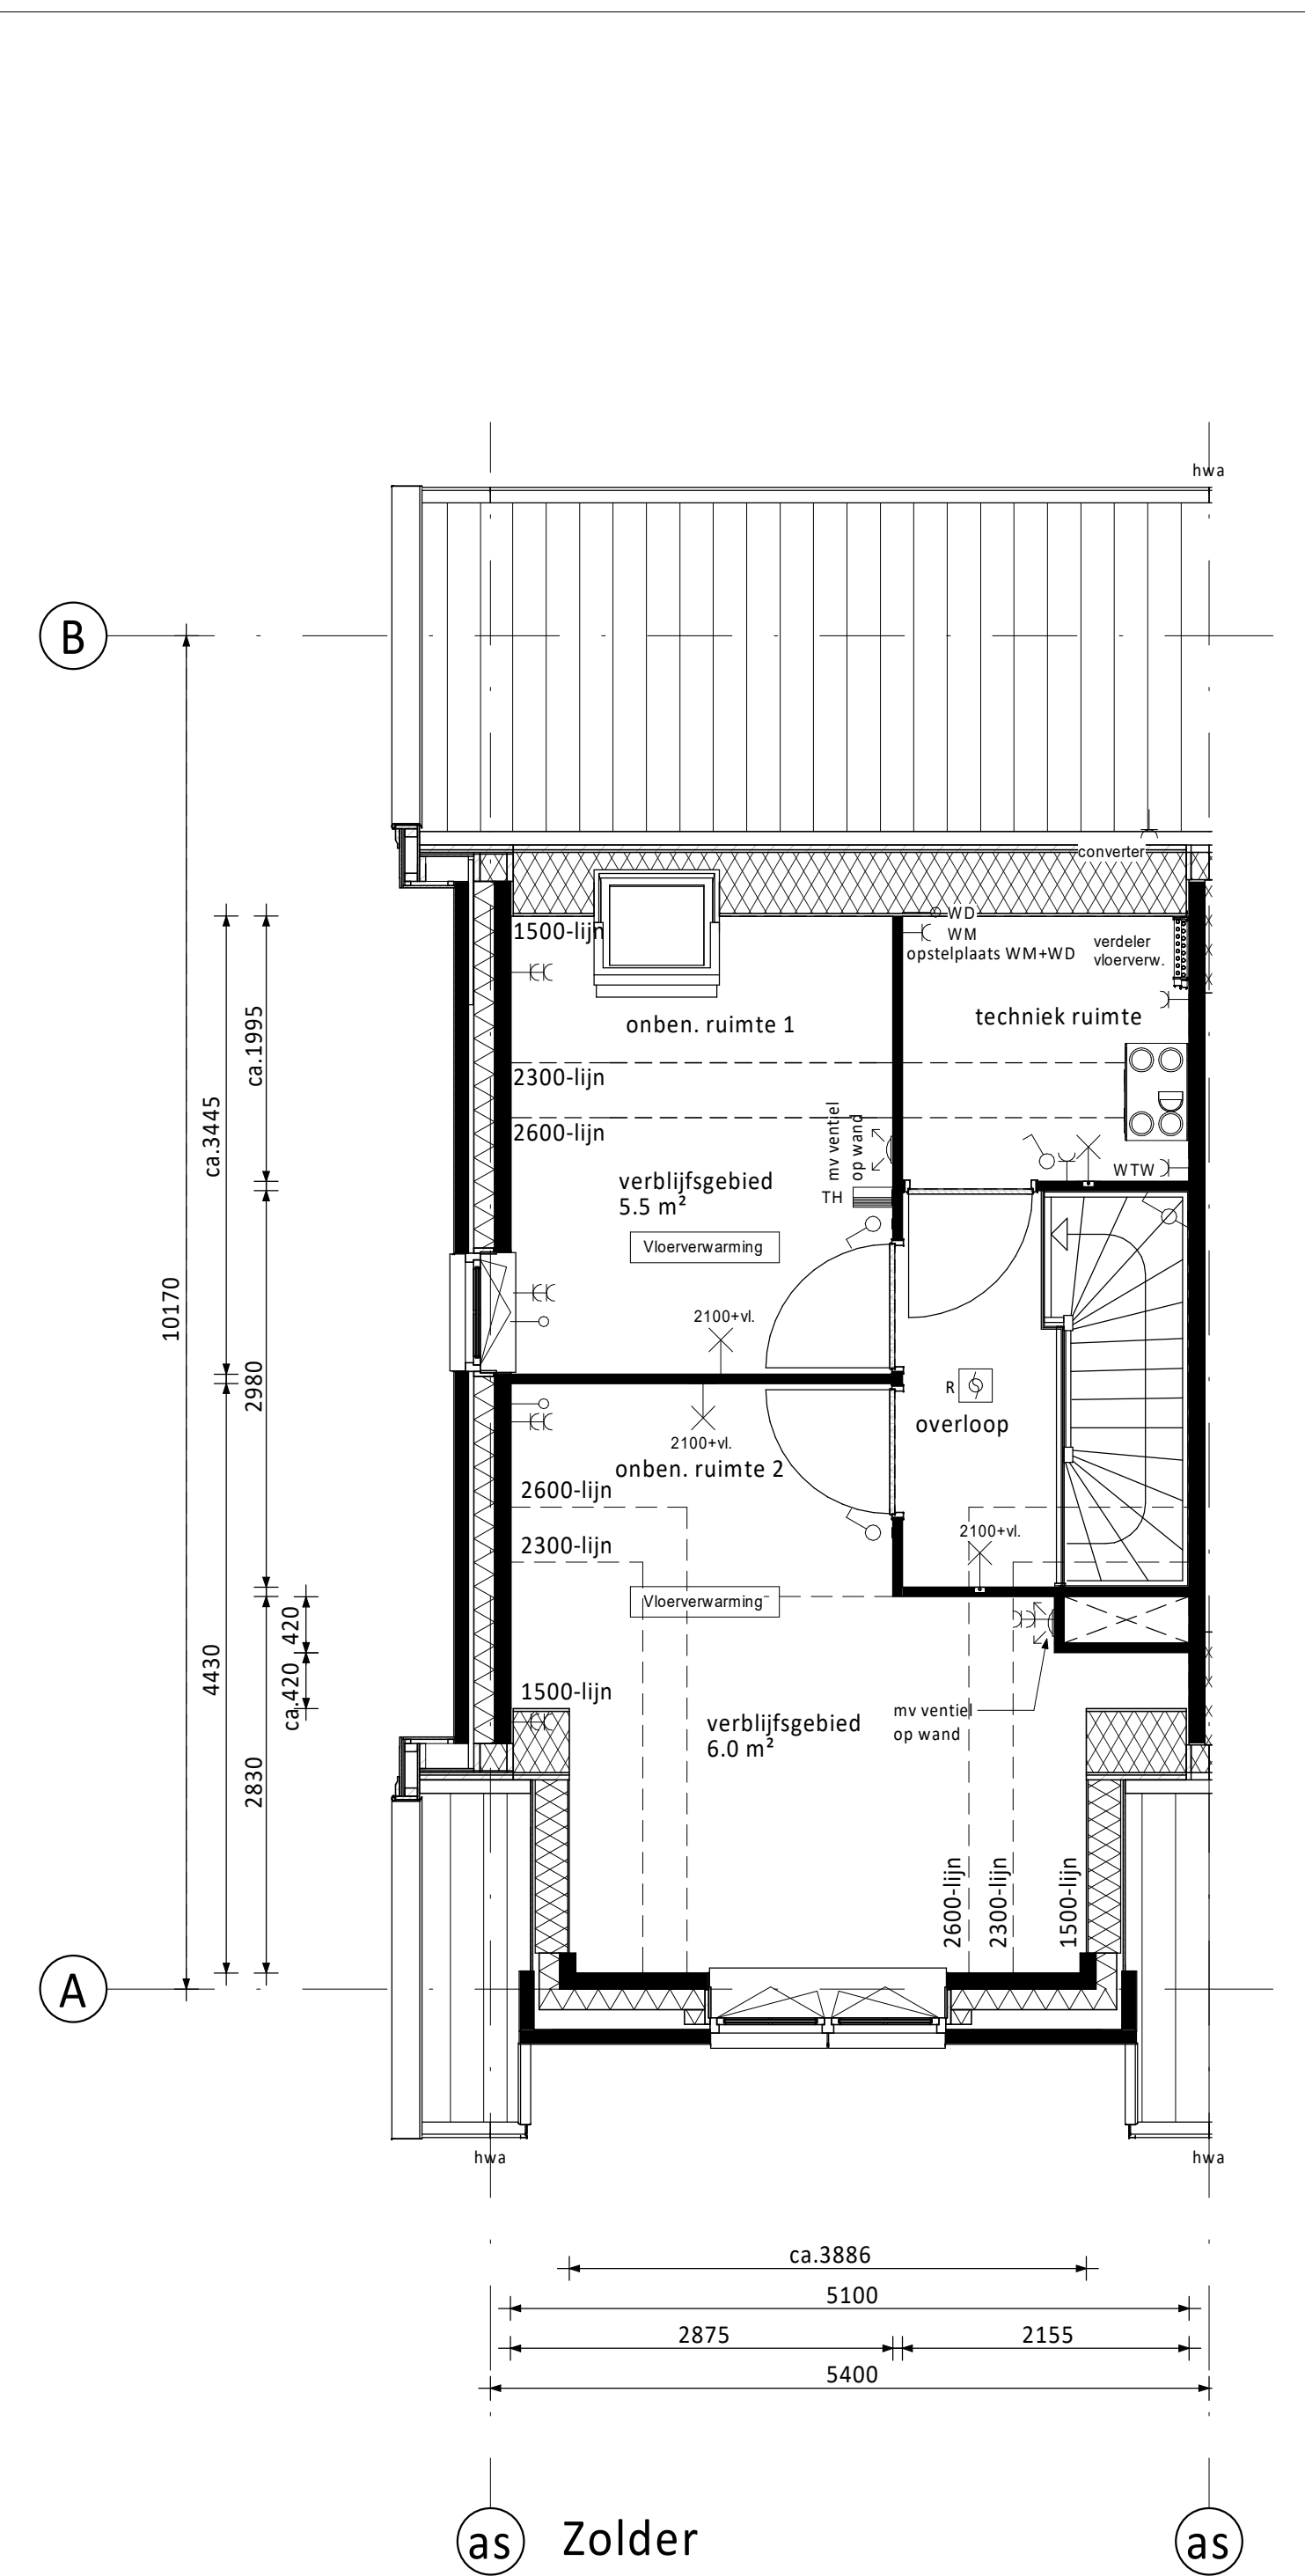 hwa
B
converter
WD
WM
opstelplaats WM+WD
verdeler
vloerverw.
1500-lijn
onben. ruimte 1
techniek ruimte
2300-lijn
2600-lijn
mv ventiel
op wand
ca.1995
ca.3445
WTW
verblijfsgebied
5.5 m²
TH
Vloerverwarming
10170
2100+vl.
2980
R
overloop
2100+vl.
onben. ruimte 2
2600-lijn
2300-lijn
2100+vl.
Vloerverwarming
420
4430
ca.420
1500-lijn
verblijfsgebied
6.0 m²
mv ventiel
op wand
2830
2600-lijn
2300-lijn
1500-lijn
A
hwa
hwa
ca.3886
5100
2875
2155
5400
as
Zolder
as